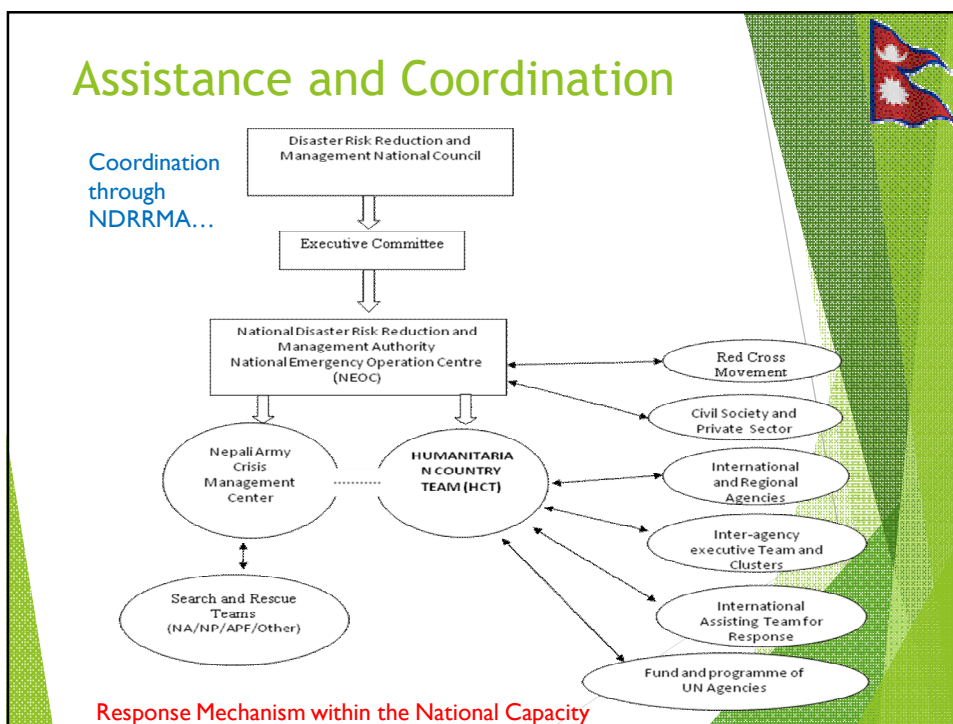 Assistance and Coordination
Coordination
through
NDRRMA…
Disaster Risk Reduction and
Management National Council
Executive Committee
National Disaster Risk Reduction and
Management Authority
National Emergency Operation Centre
(NEOC)
Red Cross
Movement
Civil Society and
Private Sector
Nepali Army
Crisis
Management
Center
HUMANITARIA
N COUNTRY
TEAM (HCT)
International
and Regional
Agencies
Inter-agency
executive Team and
Clusters
Search and Rescue
Teams
(NA/NP/APF/Other)
International
Assisting Team for
Response
Fund and programme of
UN Agencies
Response Mechanism within the National Capacity